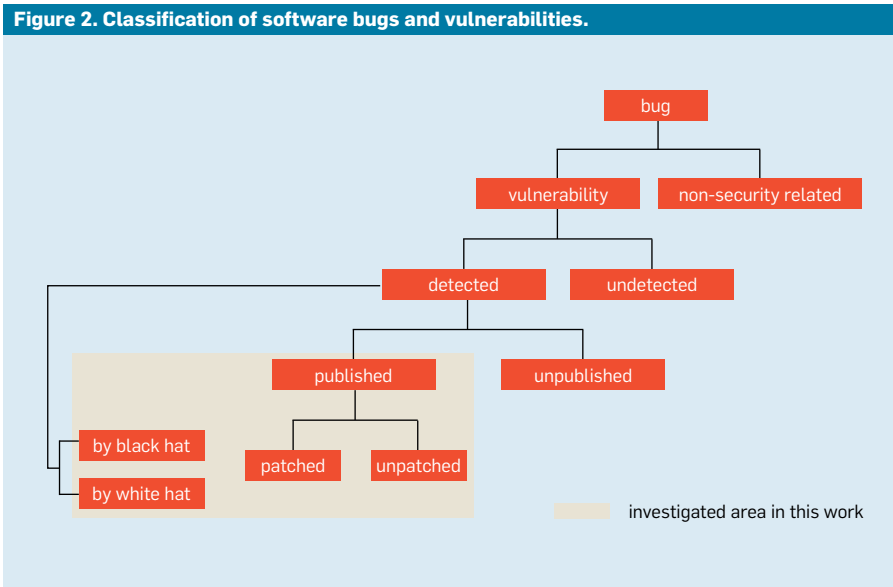 Figure 2. Classification of software bugs and vulnerabilities.
bug
vulnerability
non-security related
detected
undetected
published
unpublished
by black hat
patched
unpatched
by white hat
investigated area in this work